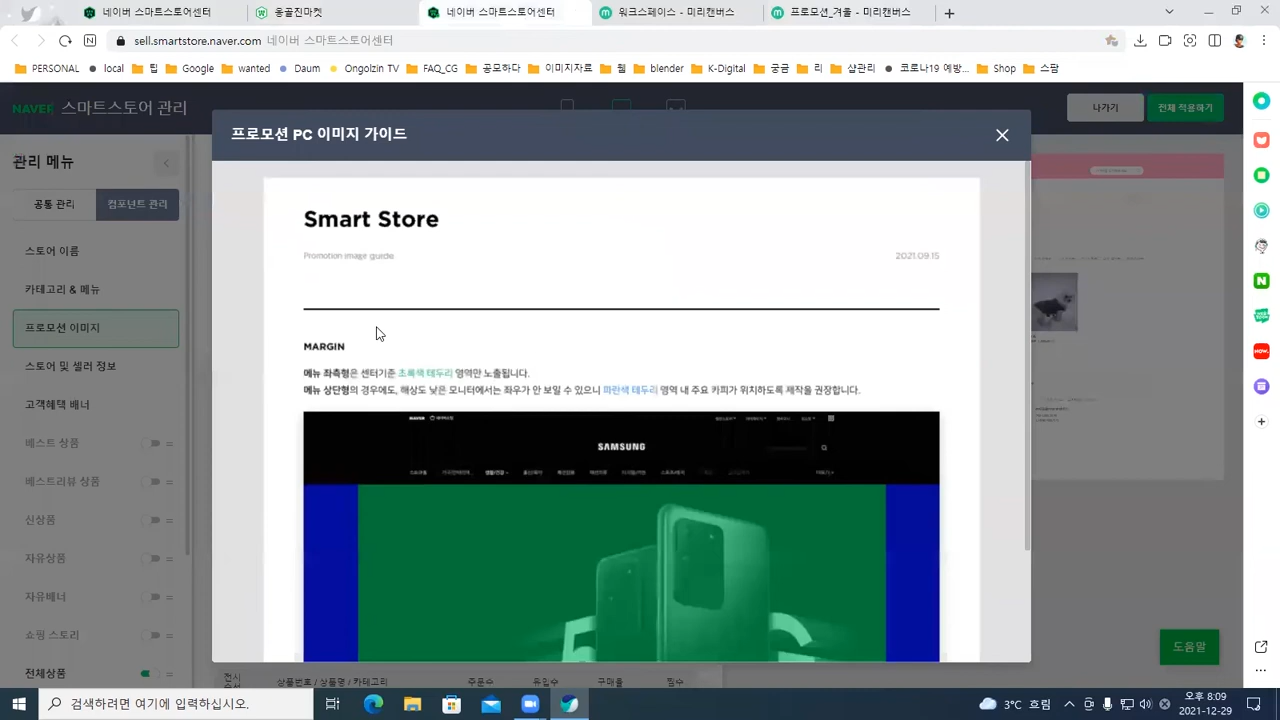 네이버 스마트스토어센터
옹골진마켓
네이버 스마트스토어센터
워크스페이스 - 미리캔버스
프로모션_겨울 - 미리캔버스
sell.smartstore.naver.com 네이버 스마트스토어센터
PERSONAL
local
팁
Google
wanted
Daum
Ongolzin TV
FAQ_CG
공모하다
이미지자료
웹
blender
K-Digital
궁금
리
샵관리
코로나19 예방...
Shop
스팜
NAVER 스마트스토어 관리
나가기
전체 적용하기
관리 메뉴
공통 관리
컴포넌트 관리
스토어 이름
카테고리 & 메뉴
프로모션 이미지
스토어 및 셀러 정보
고객혜택 배너
베스트 상품
베스트리뷰 상품
신상품
자유상품
자유배너
쇼핑 스토리
전체상품
프로모션 PC 이미지 가이드
Smart Store
Promotion image guide
2021.09.15
MARGIN
메뉴 좌측형은 센터기준 초록색 테두리 영역만 노출됩니다.
메뉴 상단형의 경우에도, 해상도 낮은 모니터에서는 좌우가 안 보일 수 있으니 파란색 테두리 영역 내 주요 카피가 위치하도록 제작을 권장합니다.
SAMSUNG
상품번호 / 상품명 / 카테고리
주문수
유입수
구매율
찜수
도움말
NOW.
검색하려면 여기에 입력하십시오.
3°C 흐림
오후 8:09
2021-12-29